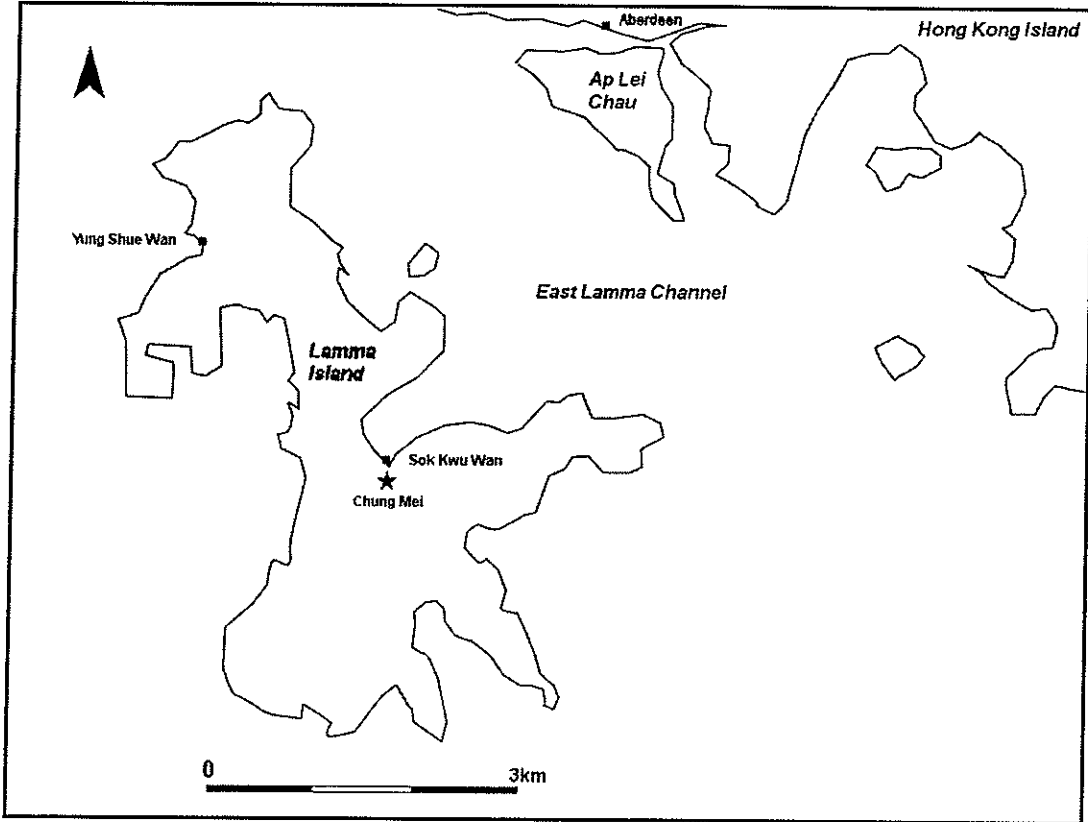 Aberdeen
Hong Kong Island
Ap Lei
Chau
Yung Shue Wan
East Lamma Channel
Lamma
Island
Sok Kwu Wan
Chung Mei
0
3km